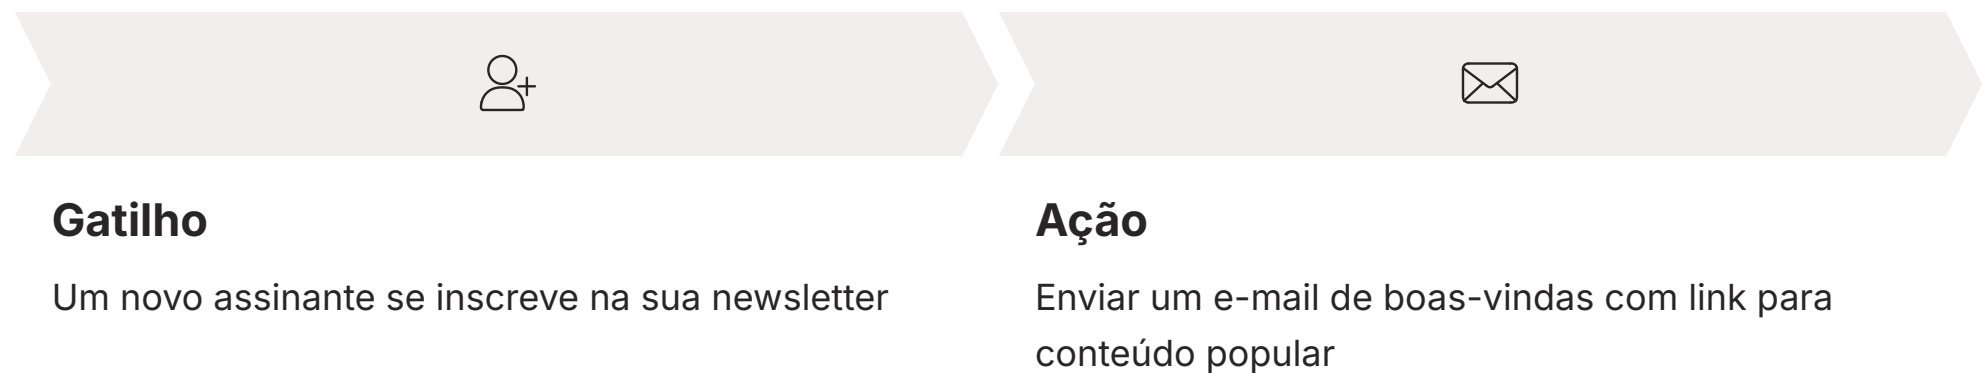 Gatilho
Um novo assinante se inscreve na sua newsletter
Ação
Enviar um e-mail de boas-vindas com link para
conteúdo popular